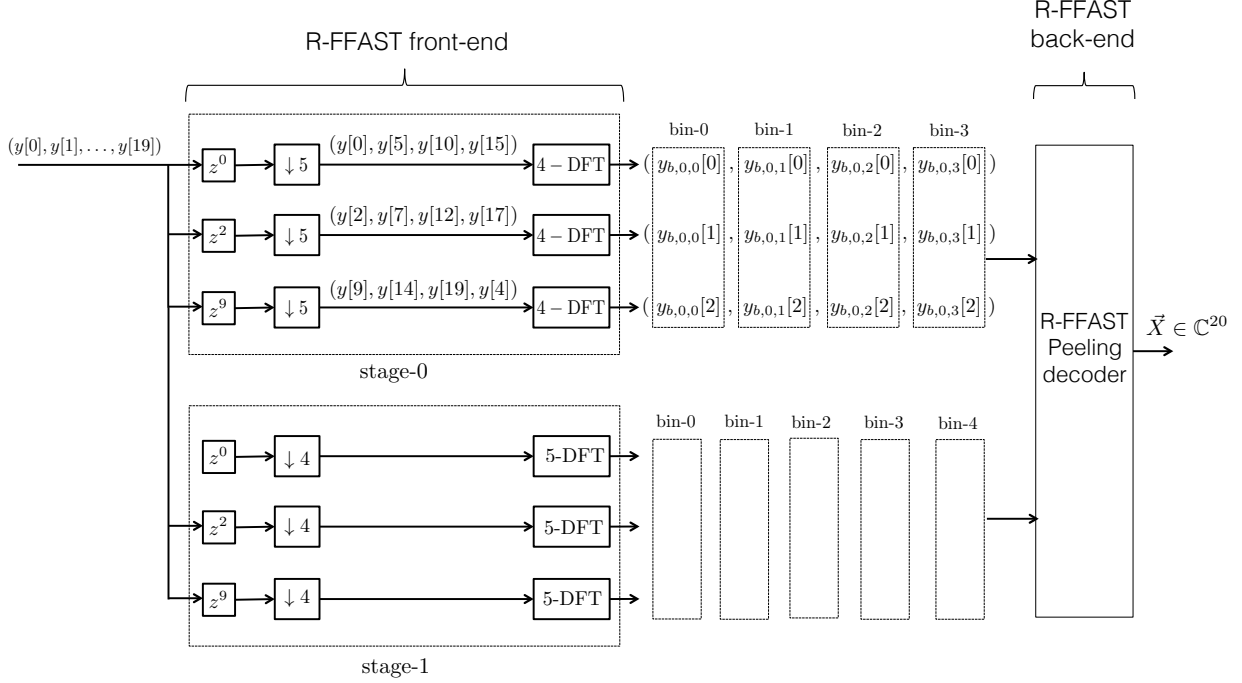 R-FFAST front-end
R-FFAST
back-end
(y[0], y[1], . . . , y[19])
z^0
↓ 5
(y[0], y[5], y[10], y[15])
4 − DFT
z^2
↓ 5
(y[2], y[7], y[12], y[17])
4 − DFT
z^9
↓ 5
(y[9], y[14], y[19], y[4])
4 − DFT
stage-0
bin-0 bin-1 bin-2 bin-3
( y_{b,0,0}[0] , y_{b,0,1}[0] , y_{b,0,2}[0] , y_{b,0,3}[0] )
( y_{b,0,0}[1] , y_{b,0,1}[1] , y_{b,0,2}[1] , y_{b,0,3}[1] )
( y_{b,0,0}[2] , y_{b,0,1}[2] , y_{b,0,2}[2] , y_{b,0,3}[2] )
z^0
↓ 4
5-DFT
z^2
↓ 4
5-DFT
z^9
↓ 4
5-DFT
stage-1
bin-0 bin-1 bin-2 bin-3 bin-4
R-FFAST
Peeling
decoder
\vec{X} ∈ ℂ^{20}